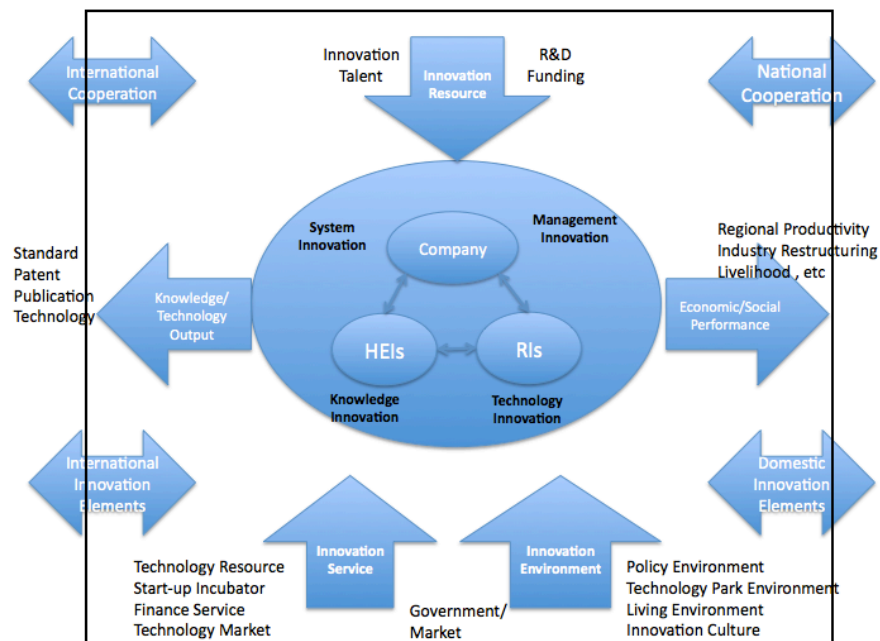 International
Cooperation
Innovation
Talent
Innovation
Resource
R&D
Funding
National
Cooperation
System
Innovation
Management
Innovation
Company
Standard
Patent
Publication
Technology
Knowledge/
Technology
Output
Regional Productivity
Industry Restructuring
Livelihood , etc
Economic/Social
Performance
HEIs
RIs
Knowledge
Innovation
Technology
Innovation
International
Innovation
Elements
Domestic
Innovation
Elements
Innovation
Service
Innovation
Environment
Technology Resource
Start-up Incubator
Finance Service
Technology Market
Government/
Market
Policy Environment
Technology Park Environment
Living Environment
Innovation Culture